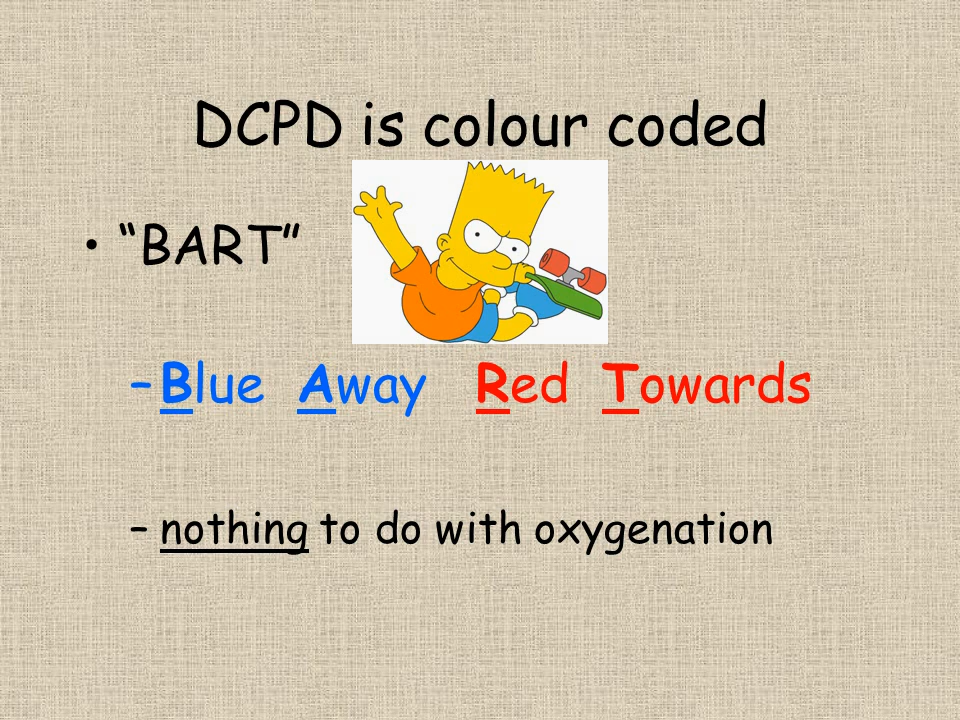 DCPD is colour coded
• “BART”
– Blue Away Red Towards
– nothing to do with oxygenation